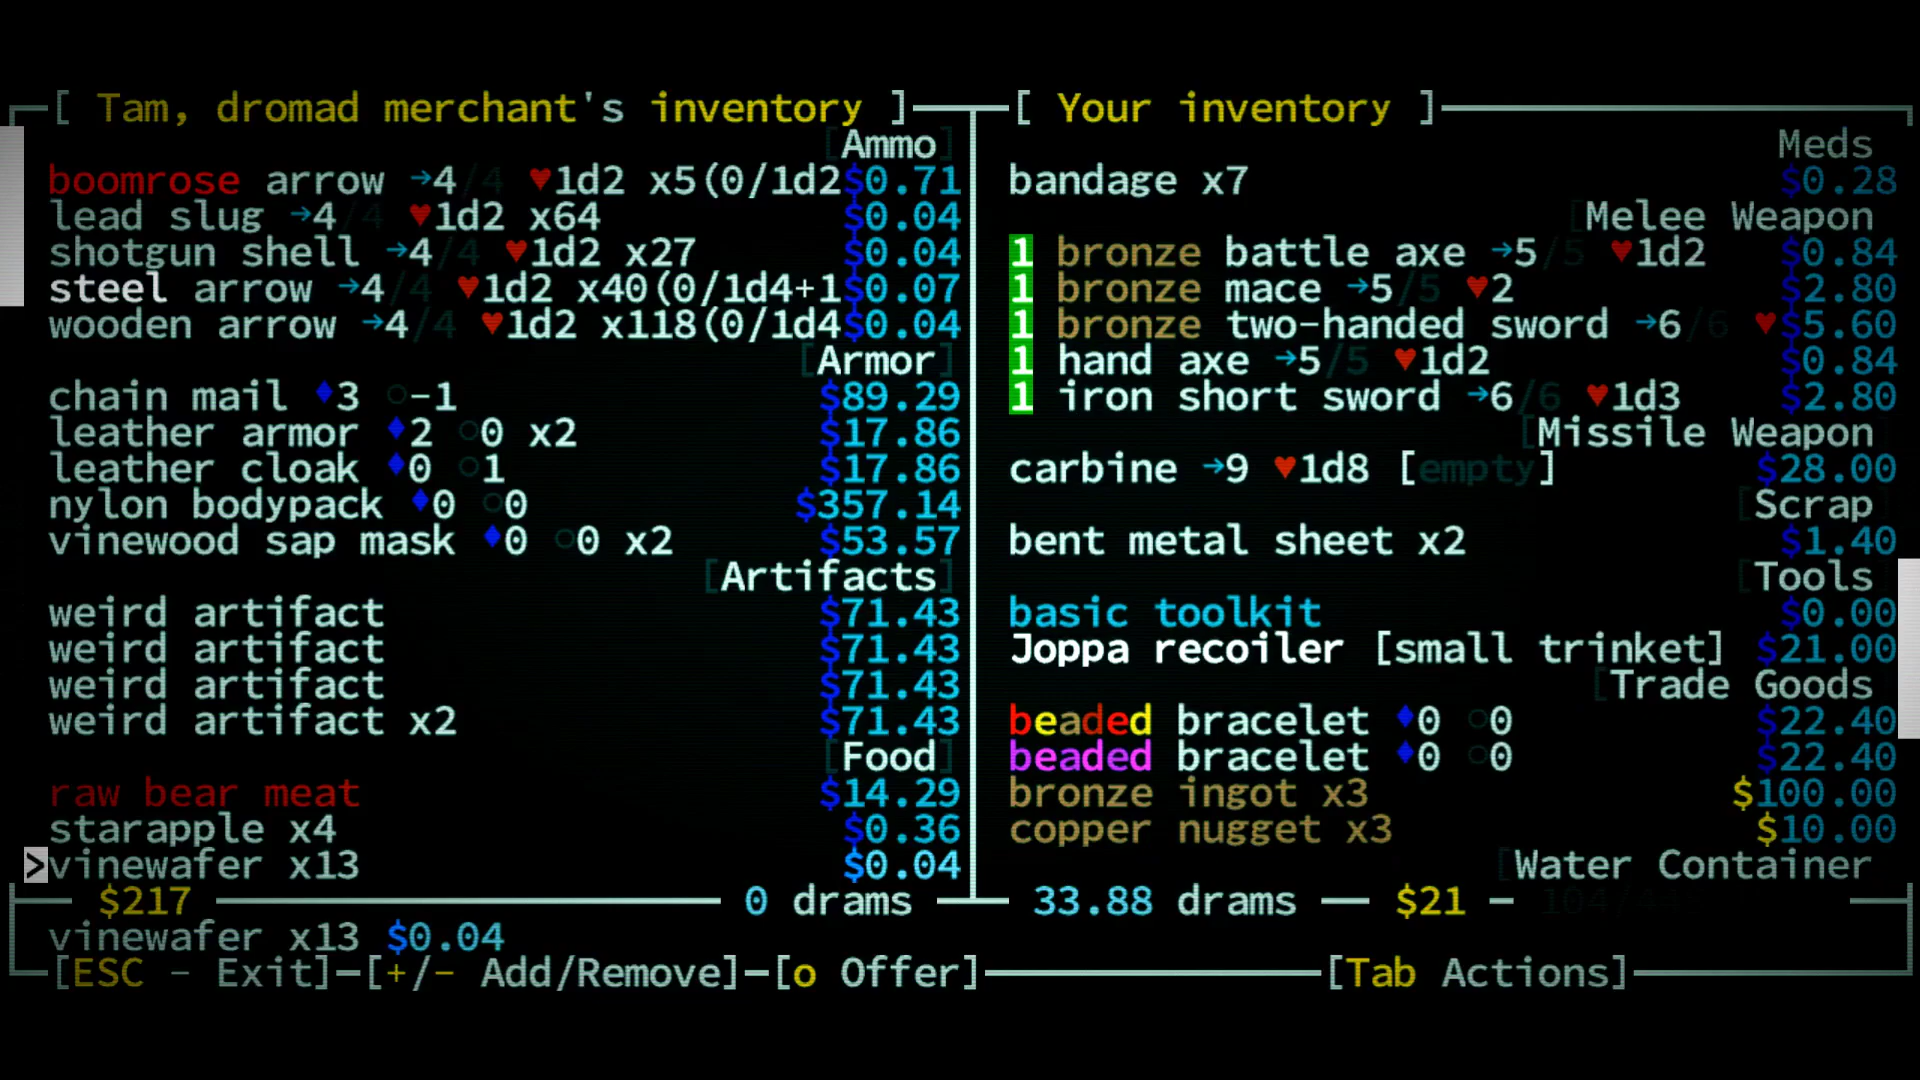 [ Tam, dromad merchant's inventory ]
[Ammo]
boomrose arrow →4/4 ♥1d2 x5(0/1d2 $0.71
lead slug →4/4 ♥1d2 x64 $0.04
shotgun shell →4/4 ♥1d2 x27 $0.04
steel arrow →4/4 ♥1d2 x40(0/1d4+1 $0.07
wooden arrow →4/4 ♥1d2 x118(0/1d4 $0.04
[Armor]
chain mail ♦3 ○-1 $89.29
leather armor ♦2 ○0 x2 $17.86
leather cloak ♦0 ○1 $17.86
nylon bodypack ♦0 ○0 $357.14
vinewood sap mask ♦0 ○0 x2 $53.57
[Artifacts]
weird artifact $71.43
weird artifact $71.43
weird artifact $71.43
weird artifact x2 $71.43
[Food]
raw bear meat $14.29
starapple x4 $0.36
>vinewafer x13 $0.04
$217 0 drams
[ Your inventory ]
Meds
bandage x7 $0.28
[Melee Weapon
1 bronze battle axe →5/5 ♥1d2 $0.84
1 bronze mace →5/5 ♥2 $2.80
1 bronze two-handed sword →6/6 ♥ $5.60
1 hand axe →5/5 ♥1d2 $0.84
1 iron short sword →6/6 ♥1d3 $2.80
[Missile Weapon
carbine →9 ♥1d8 [empty] $28.00
[Scrap
bent metal sheet x2 $1.40
[Tools
basic toolkit $0.00
Joppa recoiler [small trinket] $21.00
[Trade Goods
beaded bracelet ♦0 ○0 $22.40
beaded bracelet ♦0 ○0 $22.40
bronze ingot x3 $100.00
copper nugget x3 $10.00
[Water Container
33.88 drams $21
vinewafer x13 $0.04
[ESC - Exit] [+/- Add/Remove] [o Offer] [Tab Actions]